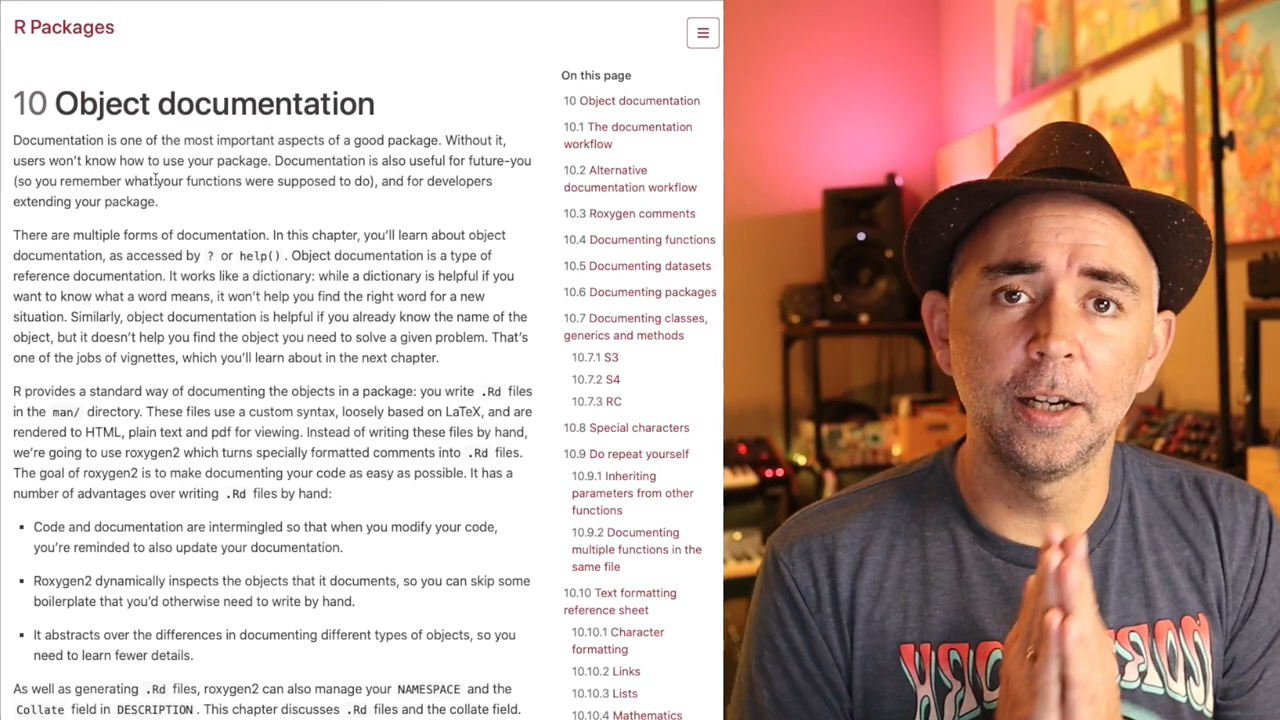 R Packages
10 Object documentation
Documentation is one of the most important aspects of a good package. Without it,
users won’t know how to use your package. Documentation is also useful for future-you
(so you remember what your functions were supposed to do), and for developers
extending your package.
There are multiple forms of documentation. In this chapter, you’ll learn about object
documentation, as accessed by ? or help(). Object documentation is a type of
reference documentation. It works like a dictionary: while a dictionary is helpful if you
want to know what a word means, it won’t help you find the right word for a new
situation. Similarly, object documentation is helpful if you already know the name of the
object, but it doesn’t help you find the object you need to solve a given problem. That’s
one of the jobs of vignettes, which you’ll learn about in the next chapter.
R provides a standard way of documenting the objects in a package: you write .Rd files
in the man/ directory. These files use a custom syntax, loosely based on LaTeX, and are
rendered to HTML, plain text and pdf for viewing. Instead of writing these files by hand,
we’re going to use roxygen2 which turns specially formatted comments into .Rd files.
The goal of roxygen2 is to make documenting your code as easy as possible. It has a
number of advantages over writing .Rd files by hand:
▪ Code and documentation are intermingled so that when you modify your code,
you’re reminded to also update your documentation.
▪ Roxygen2 dynamically inspects the objects that it documents, so you can skip some
boilerplate that you’d otherwise need to write by hand.
▪ It abstracts over the differences in documenting different types of objects, so you
need to learn fewer details.
As well as generating .Rd files, roxygen2 can also manage your NAMESPACE and the
Collate field in DESCRIPTION. This chapter discusses .Rd files and the collate field.
On this page
10 Object documentation
10.1 The documentation
workflow
10.2 Alternative
documentation workflow
10.3 Roxygen comments
10.4 Documenting functions
10.5 Documenting datasets
10.6 Documenting packages
10.7 Documenting classes,
generics and methods
10.7.1 S3
10.7.2 S4
10.7.3 RC
10.8 Special characters
10.9 Do repeat yourself
10.9.1 Inheriting
parameters from other
functions
10.9.2 Documenting
multiple functions in the
same file
10.10 Text formatting
reference sheet
10.10.1 Character
formatting
10.10.2 Links
10.10.3 Lists
10.10.4 Mathematics